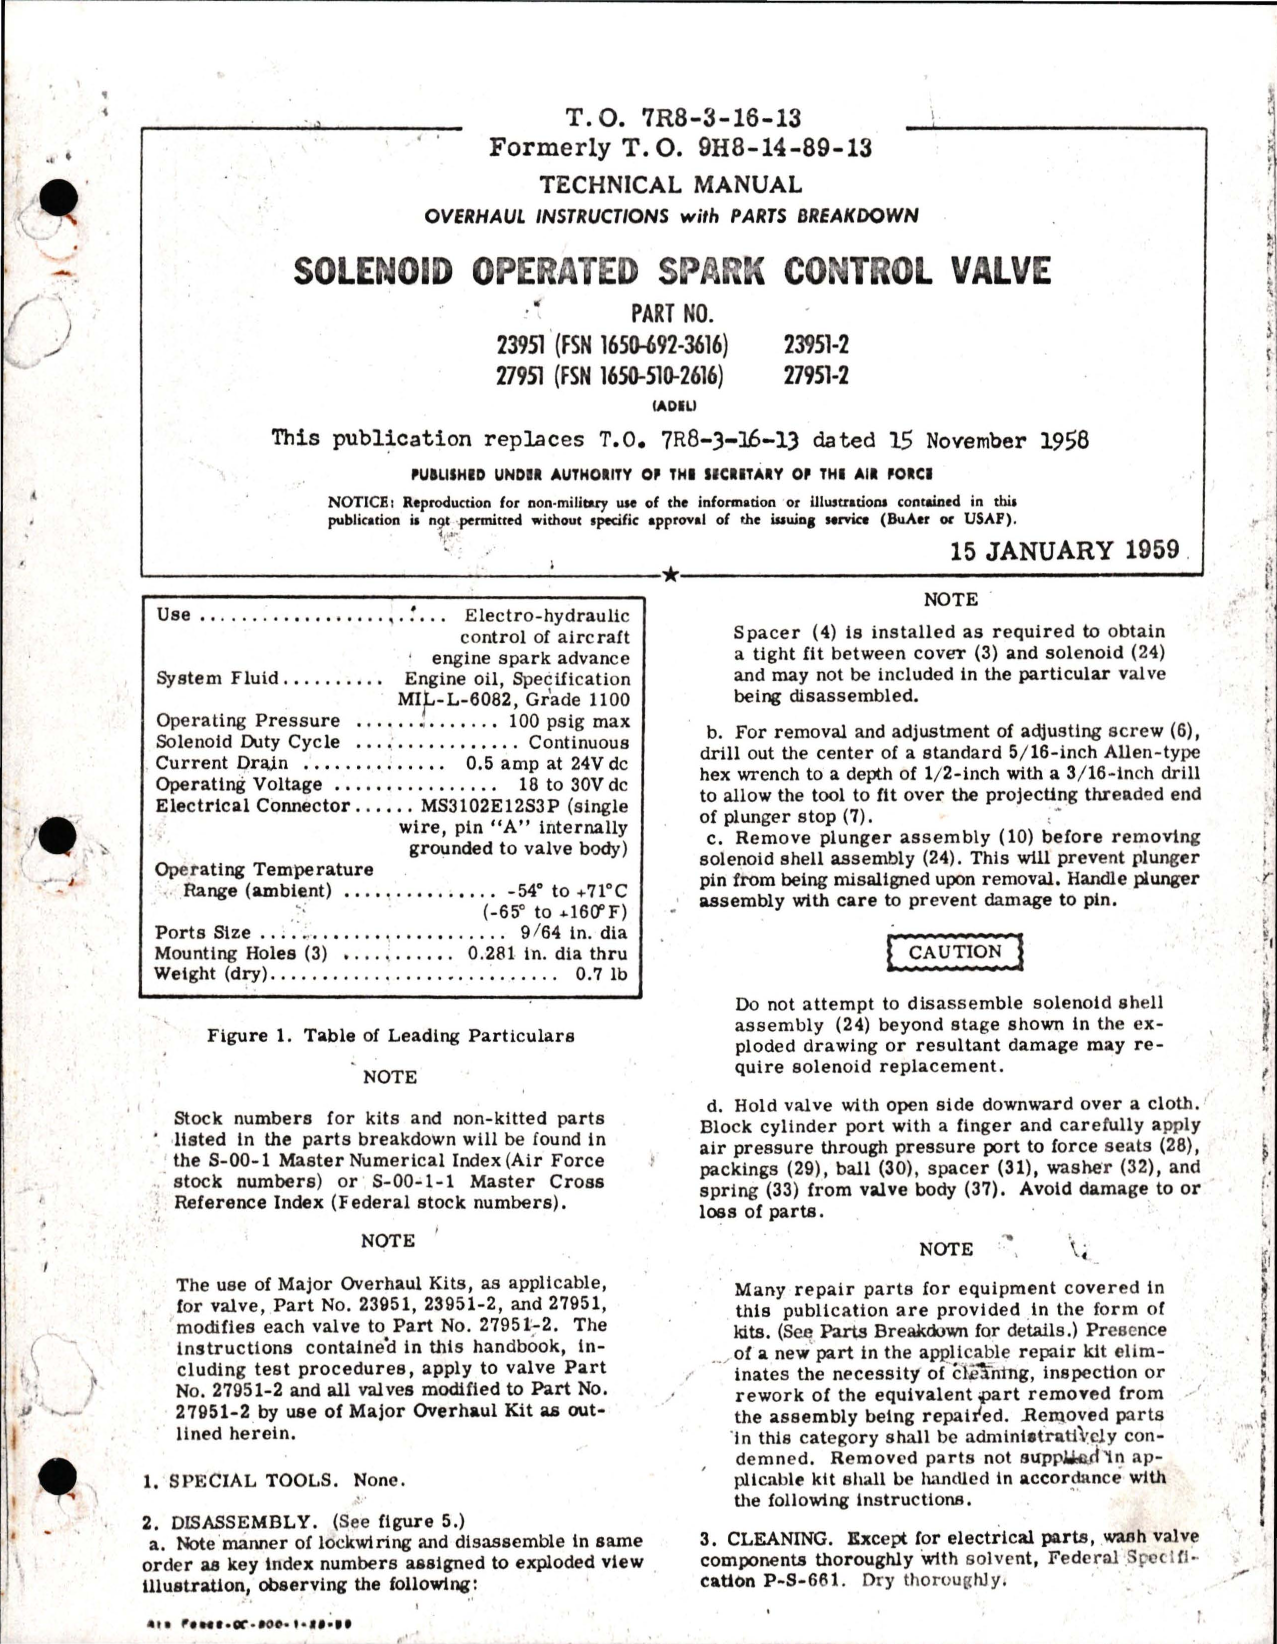 T.O. 7R8-3-16-13
Formerly T.O. 9H8-14-89-13
TECHNICAL MANUAL
OVERHAUL INSTRUCTIONS with PARTS BREAKDOWN
SOLENOID OPERATED SPARK CONTROL VALVE
PART NO.
23951 (FSN 1650-692-3616) 23951-2
27951 (FSN 1650-510-2616) 27951-2
(ADEL)
This publication replaces T.O. 7R8-3-16-13 dated 15 November 1958
PUBLISHED UNDER AUTHORITY OF THE SECRETARY OF THE AIR FORCE
NOTICE: Reproduction for non-military use of the information or illustrations contained in this
publication is not permitted without specific approval of the issuing service (BuAer or USAF).
15 JANUARY 1959
Use ........................ Electro-hydraulic
control of aircraft
engine spark advance
System Fluid.......... Engine oil, Specification
MIL-L-6082, Grade 1100
Operating Pressure .............. 100 psig max
Solenoid Duty Cycle ................ Continuous
Current Drain .............. 0.5 amp at 24V dc
Operating Voltage ................ 18 to 30V dc
Electrical Connector...... MS3102E12S3P (single
wire, pin "A" internally
grounded to valve body)
Operating Temperature
Range (ambient) ............... -54° to +71°C
(-65° to +160°F)
Ports Size ........................ 9/64 in. dia
Mounting Holes (3) ........... 0.281 in. dia thru
Weight (dry)............................ 0.7 lb
Figure 1. Table of Leading Particulars
NOTE
Stock numbers for kits and non-kitted parts
listed in the parts breakdown will be found in
the S-00-1 Master Numerical Index (Air Force
stock numbers) or S-00-1-1 Master Cross
Reference Index (Federal stock numbers).
NOTE
The use of Major Overhaul Kits, as applicable,
for valve, Part No. 23951, 23951-2, and 27951,
modifies each valve to Part No. 27951-2. The
instructions contained in this handbook, in-
cluding test procedures, apply to valve Part
No. 27951-2 and all valves modified to Part No.
27951-2 by use of Major Overhaul Kit as out-
lined herein.
1. SPECIAL TOOLS. None.
2. DISASSEMBLY. (See figure 5.)
a. Note manner of lockwiring and disassemble in same
order as key index numbers assigned to exploded view
illustration, observing the following:
NOTE
Spacer (4) is installed as required to obtain
a tight fit between cover (3) and solenoid (24)
and may not be included in the particular valve
being disassembled.
b. For removal and adjustment of adjusting screw (6),
drill out the center of a standard 5/16-inch Allen-type
hex wrench to a depth of 1/2-inch with a 3/16-inch drill
to allow the tool to fit over the projecting threaded end
of plunger stop (7).
c. Remove plunger assembly (10) before removing
solenoid shell assembly (24). This will prevent plunger
pin from being misaligned upon removal. Handle plunger
assembly with care to prevent damage to pin.
CAUTION
Do not attempt to disassemble solenoid shell
assembly (24) beyond stage shown in the ex-
ploded drawing or resultant damage may re-
quire solenoid replacement.
d. Hold valve with open side downward over a cloth.
Block cylinder port with a finger and carefully apply
air pressure through pressure port to force seats (28),
packings (29), ball (30), spacer (31), washer (32), and
spring (33) from valve body (37). Avoid damage to or
loss of parts.
NOTE
Many repair parts for equipment covered in
this publication are provided in the form of
kits. (See Parts Breakdown for details.) Presence
of a new part in the applicable repair kit elim-
inates the necessity of cleaning, inspection or
rework of the equivalent part removed from
the assembly being repaired. Removed parts
in this category shall be administratively con-
demned. Removed parts not supplied in ap-
plicable kit shall be handled in accordance with
the following instructions.
3. CLEANING. Except for electrical parts, wash valve
components thoroughly with solvent, Federal Specifi-
cation P-S-661. Dry thoroughly.